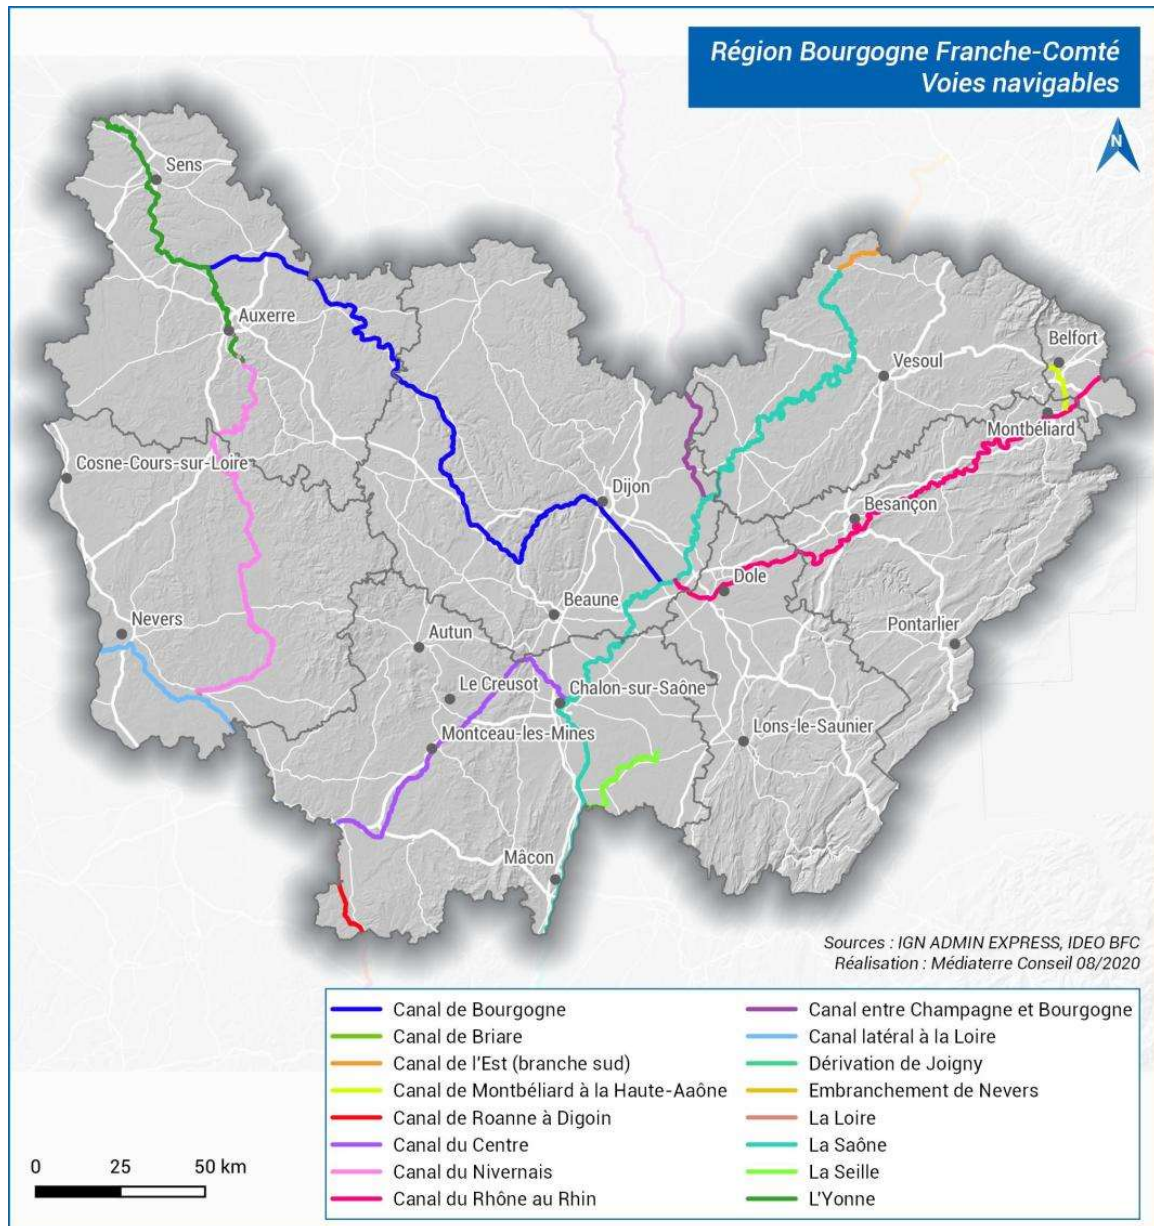 Région Bourgogne Franche-Comté
Voies navigables
N
Sens
Auxerre
Belfort
Vesoul
Montbéliard
Cosne-Cours-sur-Loire
Dijon
Besançon
Dole
Beaune
Nevers
Autun
Pontarlier
Le Creusot
Chalon-sur-Saône
Montceau-les-Mines
Lons-le-Saunier
Mâcon
Sources : IGN ADMIN EXPRESS, IDEO BFC
Réalisation : Médiaterre Conseil 08/2020
0 25 50 km
Canal de Bourgogne
Canal de Briare
Canal de l'Est (branche sud)
Canal de Montbéliard à la Haute-Aaône
Canal de Roanne à Digoin
Canal du Centre
Canal du Nivernais
Canal du Rhône au Rhin
Canal entre Champagne et Bourgogne
Canal latéral à la Loire
Dérivation de Joigny
Embranchement de Nevers
La Loire
La Saône
La Seille
L'Yonne